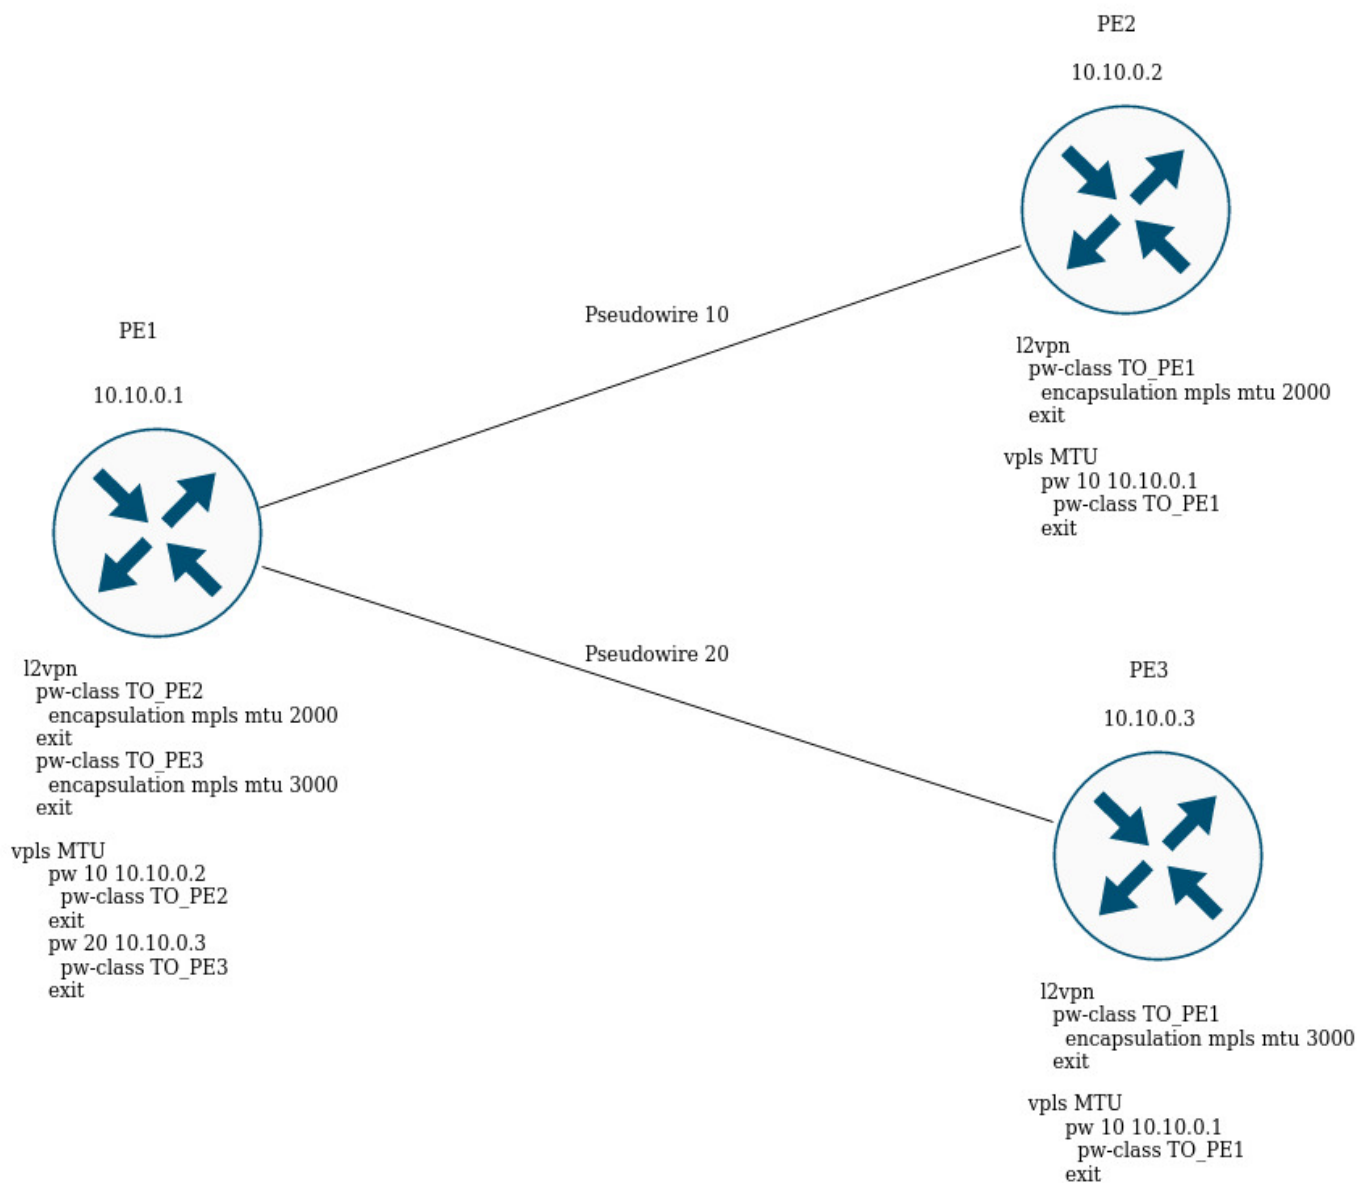 PE2
10.10.0.2
l2vpn
pw-class TO_PE1
encapsulation mpls mtu 2000
exit
vpls MTU
pw 10 10.10.0.1
pw-class TO_PE1
exit
Pseudowire 10
PE1
10.10.0.1
l2vpn
pw-class TO_PE2
encapsulation mpls mtu 2000
exit
pw-class TO_PE3
encapsulation mpls mtu 3000
exit
vpls MTU
pw 10 10.10.0.2
pw-class TO_PE2
exit
pw 20 10.10.0.3
pw-class TO_PE3
exit
Pseudowire 20
PE3
10.10.0.3
l2vpn
pw-class TO_PE1
encapsulation mpls mtu 3000
exit
vpls MTU
pw 10 10.10.0.1
pw-class TO_PE1
exit